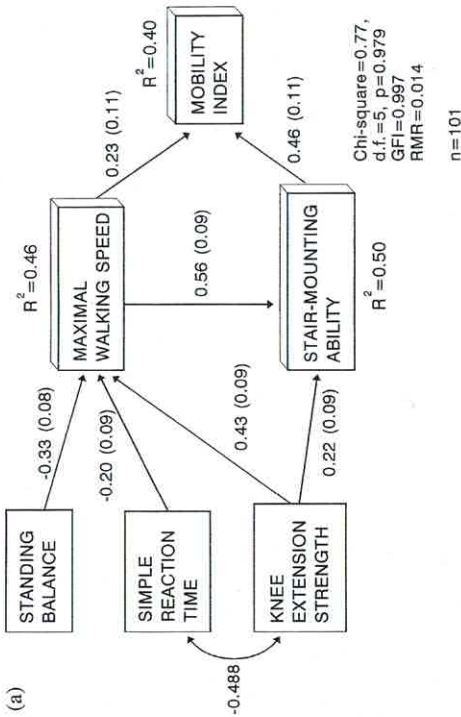 (a)
STANDING
BALANCE
SIMPLE
REACTION
TIME
KNEE
EXTENSION
STRENGTH
-0.488
-0.33 (0.08)
-0.20 (0.09)
0.43 (0.09)
0.22 (0.09)
R²=0.46
MAXIMAL
WALKING SPEED
0.56 (0.09)
STAIR-MOUNTING
ABILITY
R²=0.50
0.23 (0.11)
0.46 (0.11)
R²=0.40
MOBILITY
INDEX
Chi-square=0.77,
d.f.=5, p=0.979
GFI=0.997
RMR=0.014
n=101